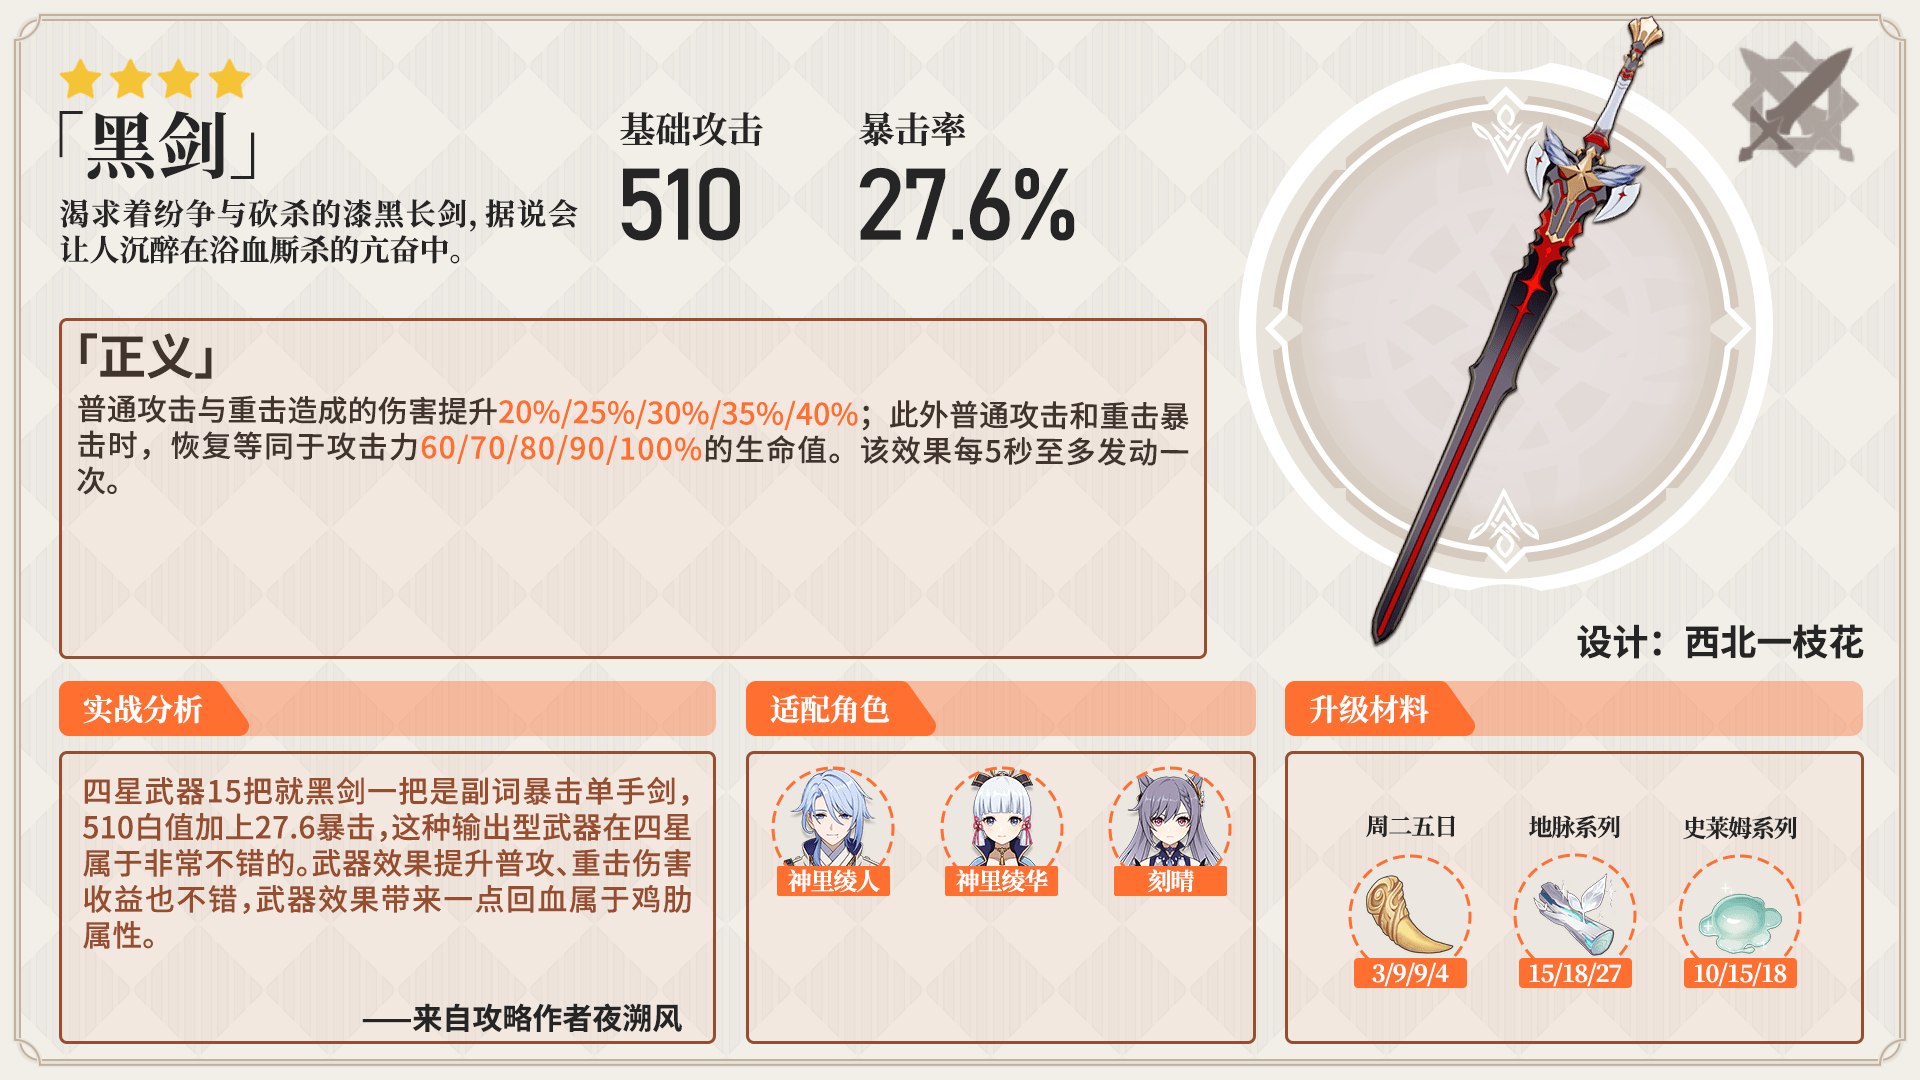 「黑剑」
渴求着纷争与砍杀的漆黑长剑，据说会
让人沉醉在浴血厮杀的亢奋中。
基础攻击
510
暴击率
27.6%
「正义」
普通攻击与重击造成的伤害提升20%/25%/30%/35%/40%；此外普通攻击和重击暴
击时，恢复等同于攻击力60/70/80/90/100%的生命值。该效果每5秒至多发动一
次。
设计：西北一枝花
实战分析
四星武器15把就黑剑一把是副词暴击单手剑，
510白值加上27.6暴击，这种输出型武器在四星
属于非常不错的。武器效果提升普攻、重击伤害
收益也不错，武器效果带来一点回血属于鸡肋
属性。
——来自攻略作者夜溯风
适配角色
神里绫人
神里绫华
刻晴
升级材料
周二五日
地脉系列
史莱姆系列
3/9/9/4
15/18/27
10/15/18